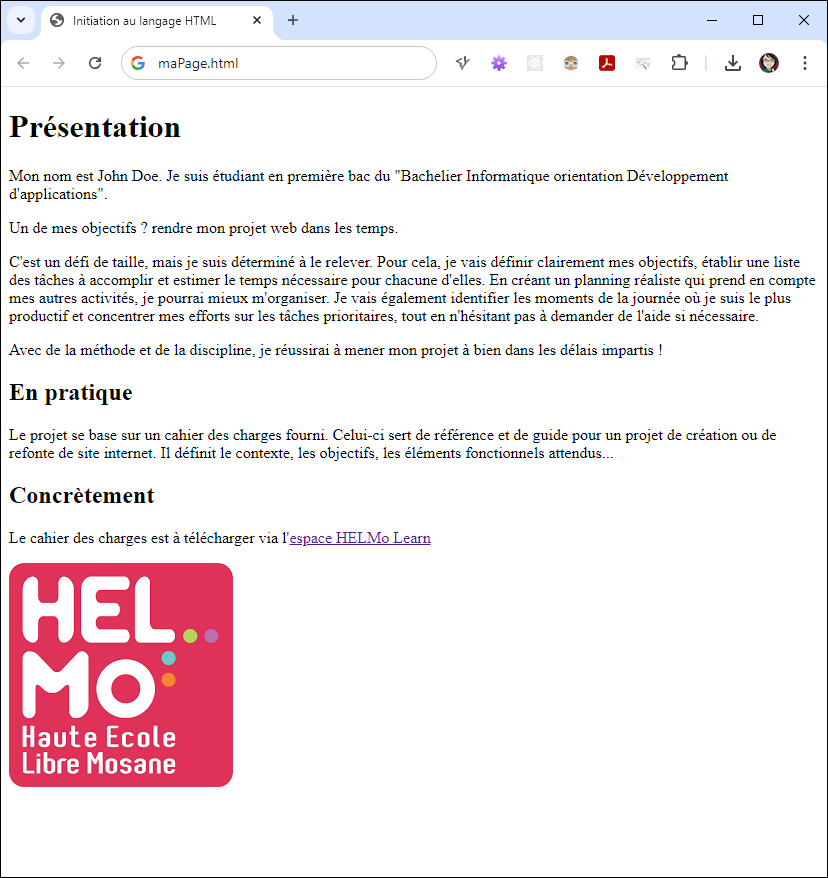 Initiation au langage HTML
maPage.html
Présentation
Mon nom est John Doe. Je suis étudiant en première bac du "Bachelier Informatique orientation Développement
d'applications".
Un de mes objectifs ? rendre mon projet web dans les temps.
C'est un défi de taille, mais je suis déterminé à le relever. Pour cela, je vais définir clairement mes objectifs, établir une liste
des tâches à accomplir et estimer le temps nécessaire pour chacune d'elles. En créant un planning réaliste qui prend en compte
mes autres activités, je pourrai mieux m'organiser. Je vais également identifier les moments de la journée où je suis le plus
productif et concentrer mes efforts sur les tâches prioritaires, tout en n'hésitant pas à demander de l'aide si nécessaire.
Avec de la méthode et de la discipline, je réussirai à mener mon projet à bien dans les délais impartis !
En pratique
Le projet se base sur un cahier des charges fourni. Celui-ci sert de référence et de guide pour un projet de création ou de
refonte de site internet. Il définit le contexte, les objectifs, les éléments fonctionnels attendus...
Concrètement
Le cahier des charges est à télécharger via l'espace HELMo Learn
HEL
Mo
Haute Ecole
Libre Mosane